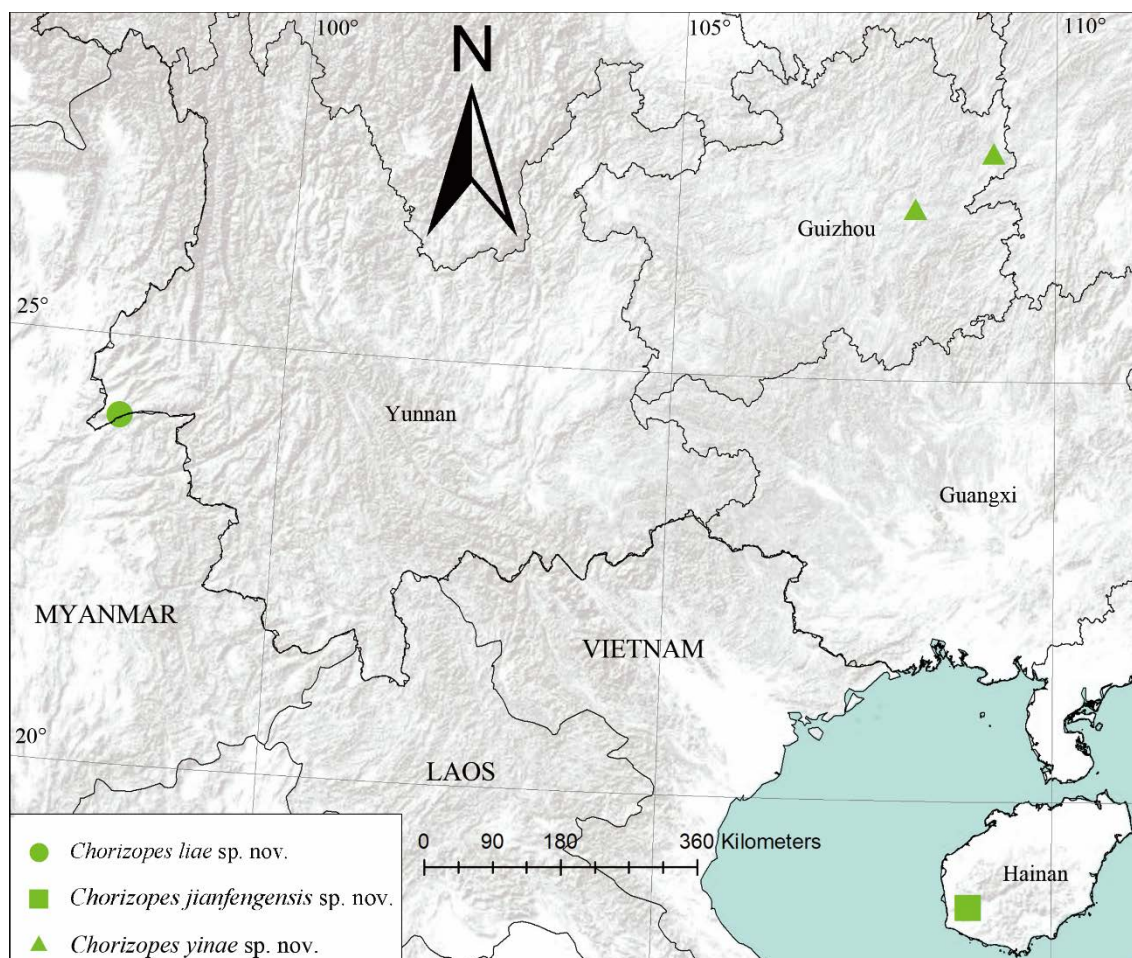 100°
105°
110°
N
Guizhou
25°
Yunnan
Guangxi
MYANMAR
VIETNAM
20°
LAOS
0 90 180 360 Kilometers
Hainan
Chorizopes liae sp. nov.
Chorizopes jianfengensis sp. nov.
Chorizopes yinae sp. nov.